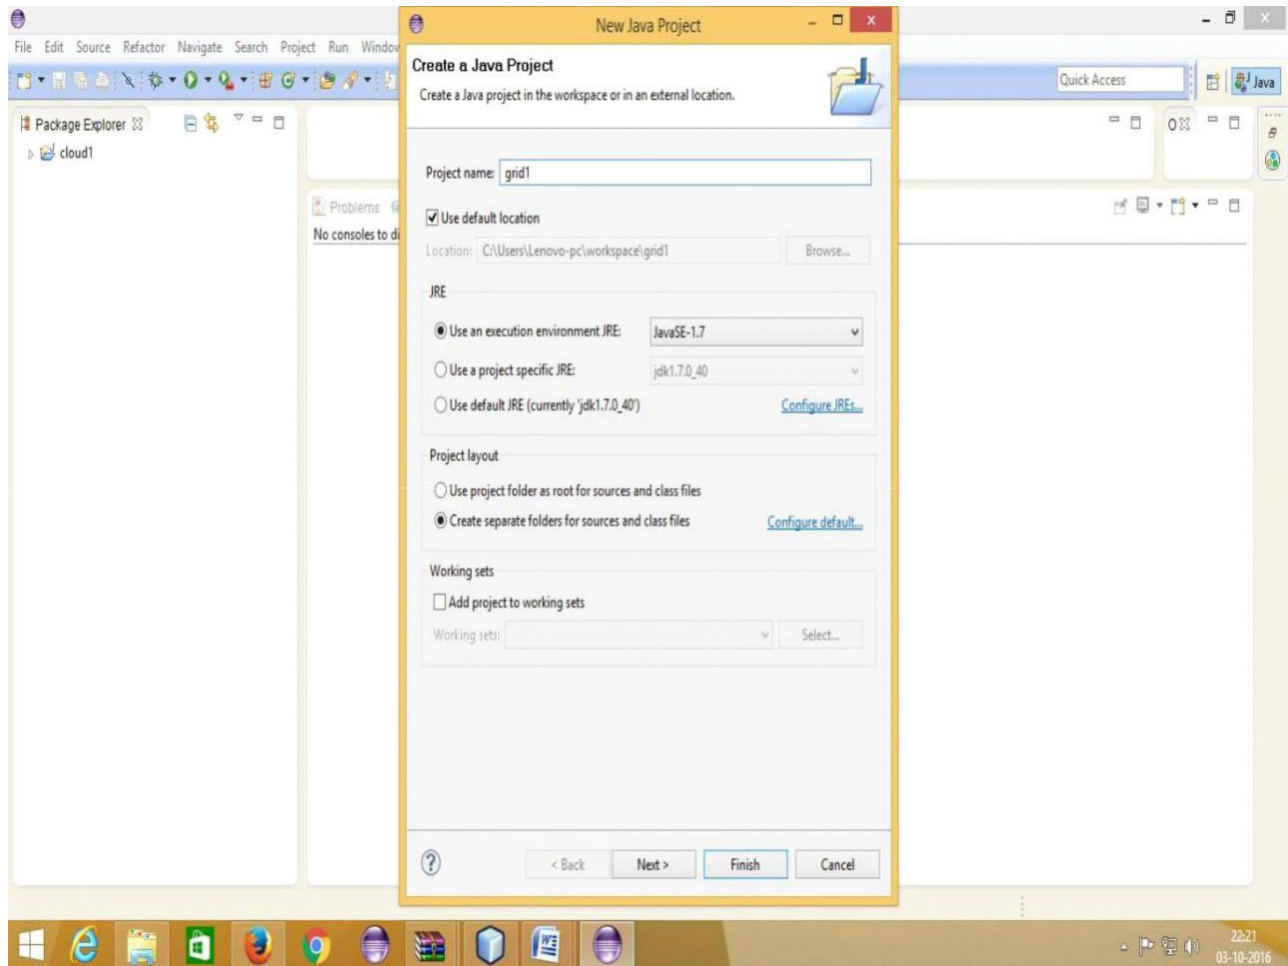 New Java Project
File Edit Source Refactor Navigate Search Project Run Window
Create a Java Project
Create a Java project in the workspace or in an external location.
Quick Access
Java
Package Explorer
cloud1
Project name: grid1
Use default location
Problems @
No consoles to di
Location: C:\Users\Lenovo-pc\workspace\grid1 Browse...
JRE
Use an execution environment JRE: JavaSE-1.7
Use a project specific JRE: jdk1.7.0_40
Use default JRE (currently 'jdk1.7.0_40') Configure JREs...
Project layout
Use project folder as root for sources and class files
Create separate folders for sources and class files Configure default...
Working sets
Add project to working sets
Working sets: Select...
< Back Next > Finish Cancel
22:21
03-10-2016